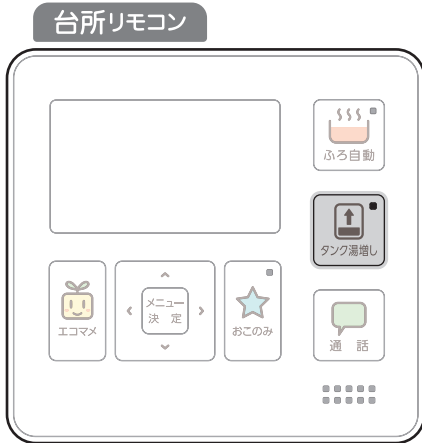 台所リモコン
ふろ自動
タンク湯増し
エコマメ
メニュー
決 定
おこのみ
通 話